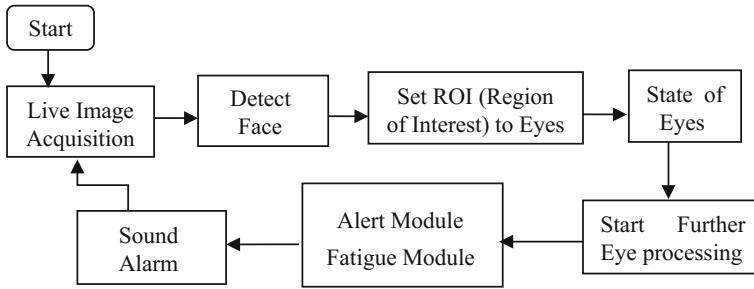 Start
Live Image
Acquisition
Detect
Face
Set ROI (Region
of Interest) to Eyes
State of
Eyes
Start Further
Eye processing
Alert Module
Fatigue Module
Sound
Alarm